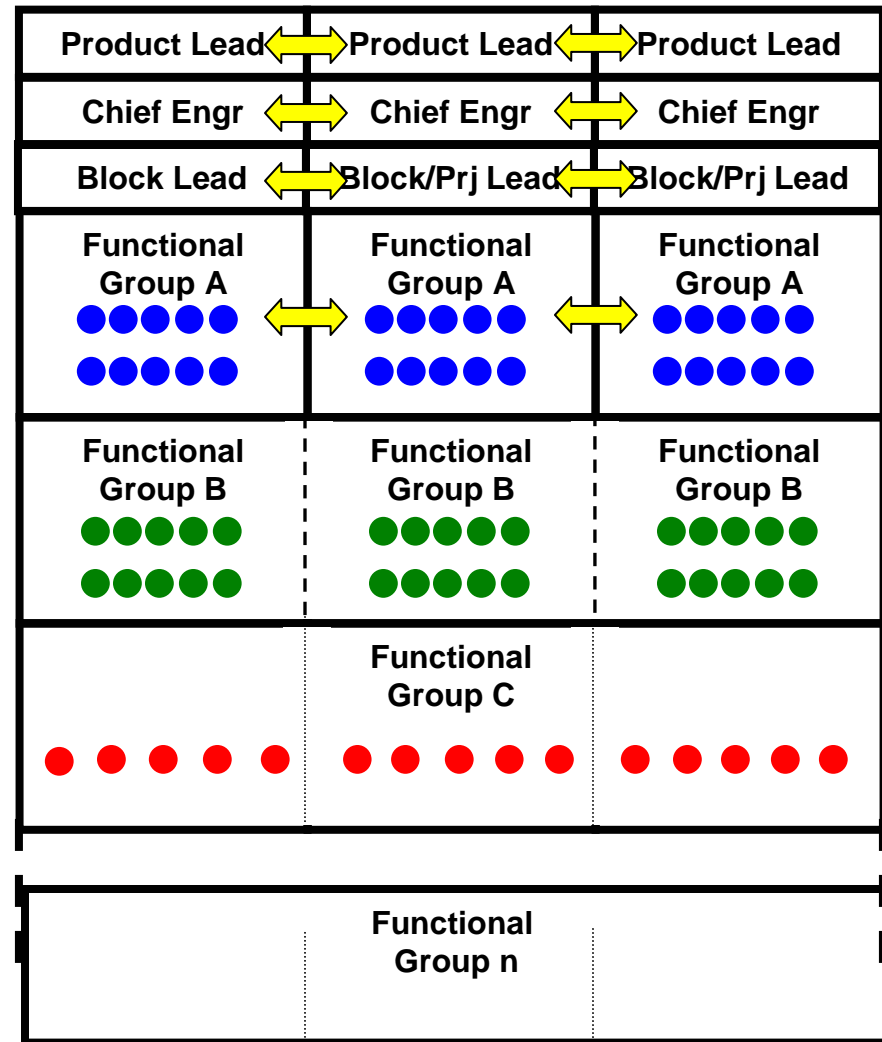 Product Lead Product Lead Product Lead
Chief Engr Chief Engr Chief Engr
Block Lead Block/Prj Lead Block/Prj Lead
Functional Functional Functional
Group A Group A Group A
Functional Functional Functional
Group B Group B Group B
Functional
Group C
Functional
Group n